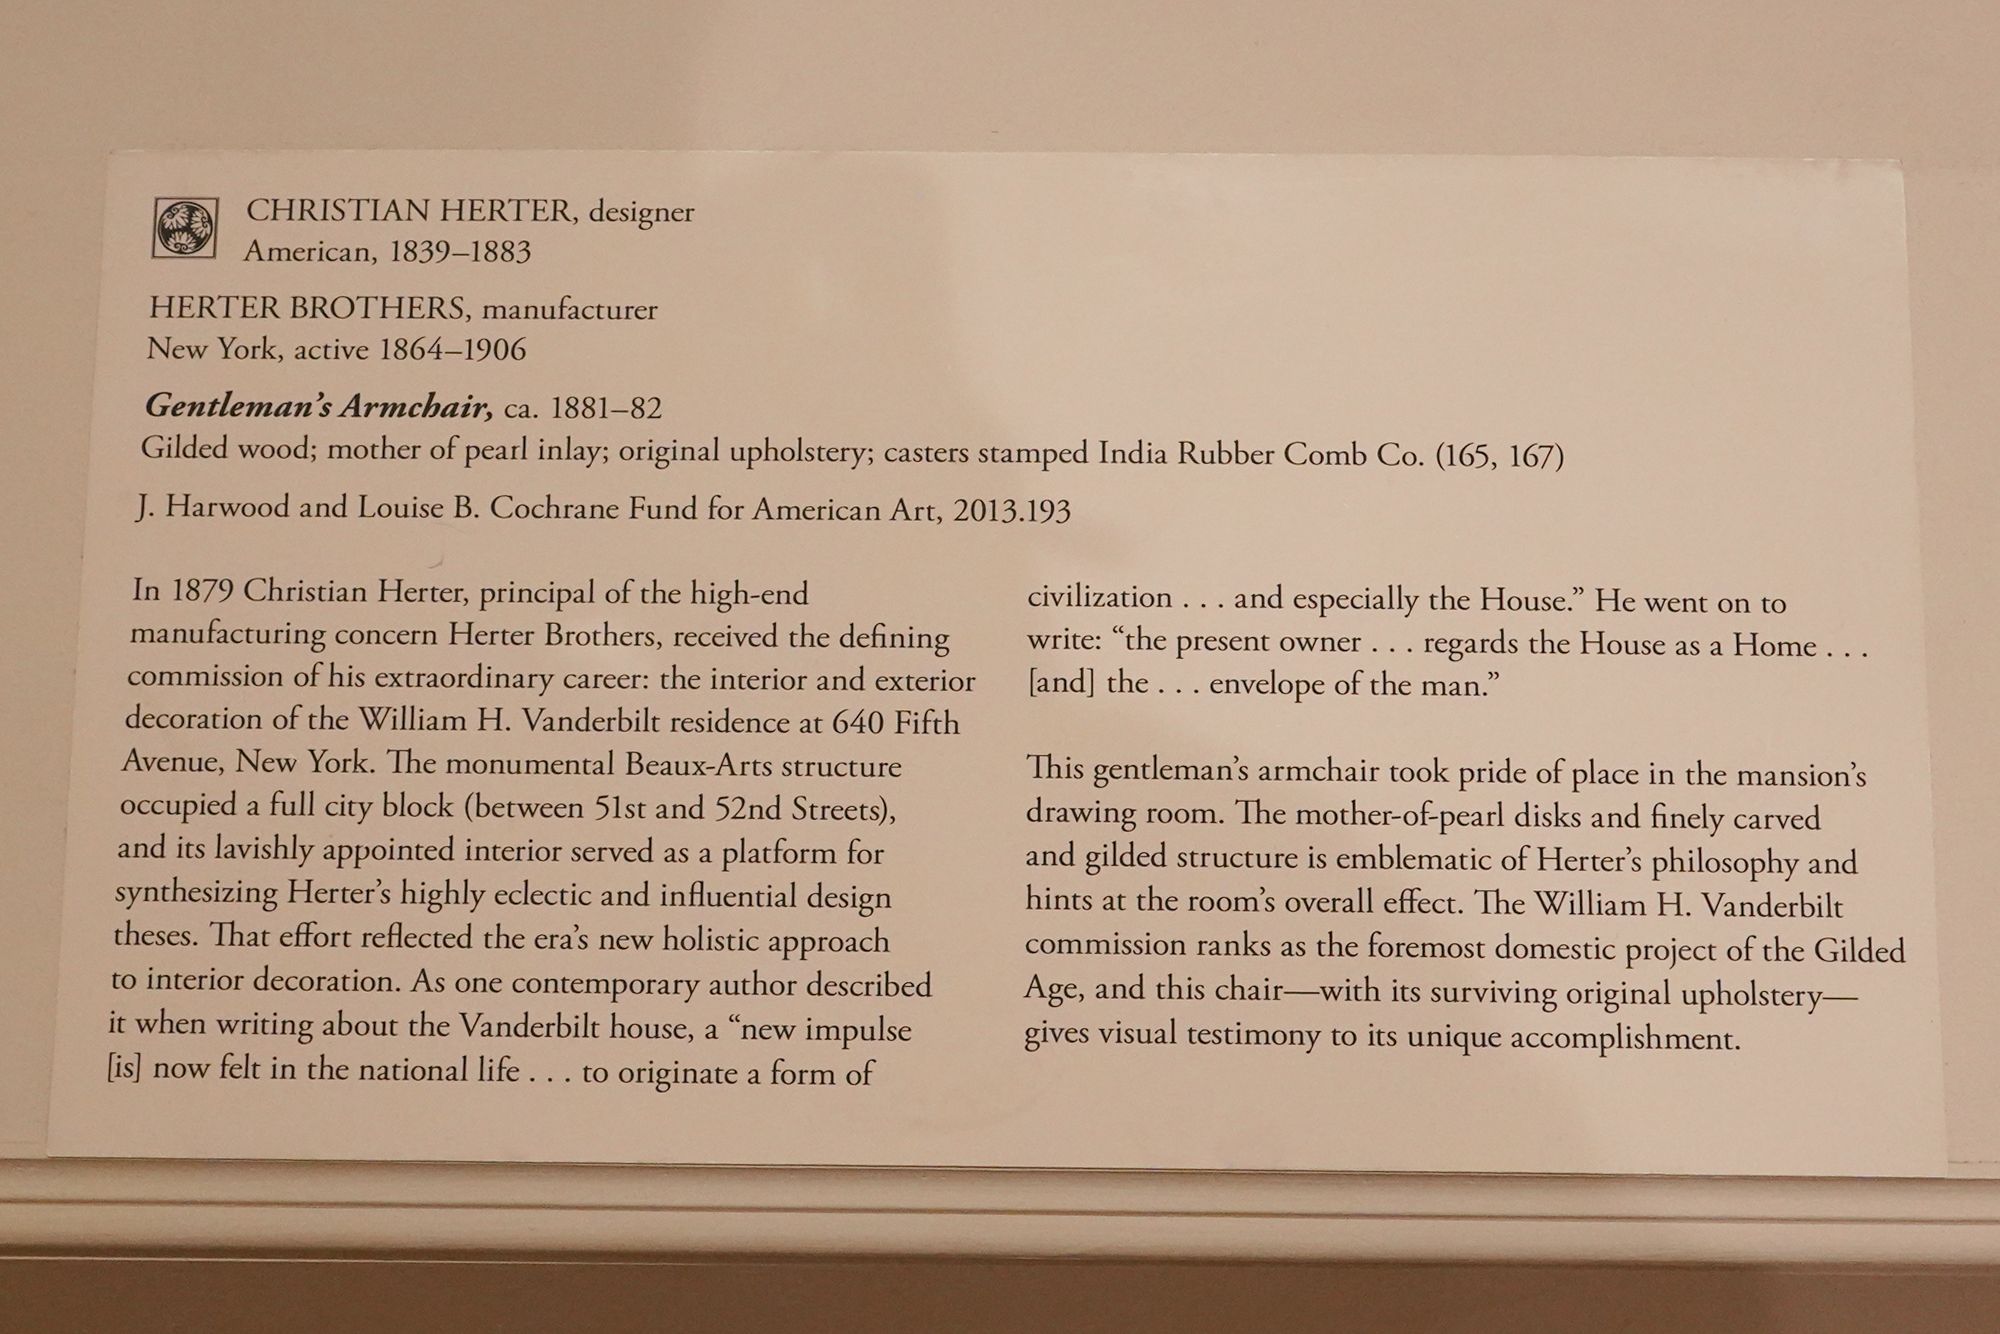 CHRISTIAN HERTER, designer
American, 1839–1883
HERTER BROTHERS, manufacturer
New York, active 1864–1906
Gentleman's Armchair, ca. 1881–82
Gilded wood; mother of pearl inlay; original upholstery; casters stamped India Rubber Comb Co. (165, 167)
J. Harwood and Louise B. Cochrane Fund for American Art, 2013.193
In 1879 Christian Herter, principal of the high-end
manufacturing concern Herter Brothers, received the defining
commission of his extraordinary career: the interior and exterior
decoration of the William H. Vanderbilt residence at 640 Fifth
Avenue, New York. The monumental Beaux-Arts structure
occupied a full city block (between 51st and 52nd Streets),
and its lavishly appointed interior served as a platform for
synthesizing Herter's highly eclectic and influential design
theses. That effort reflected the era's new holistic approach
to interior decoration. As one contemporary author described
it when writing about the Vanderbilt house, a “new impulse
[is] now felt in the national life . . . to originate a form of
civilization . . . and especially the House.” He went on to
write: “the present owner . . . regards the House as a Home . . .
[and] the . . . envelope of the man.”
This gentleman's armchair took pride of place in the mansion's
drawing room. The mother-of-pearl disks and finely carved
and gilded structure is emblematic of Herter's philosophy and
hints at the room's overall effect. The William H. Vanderbilt
commission ranks as the foremost domestic project of the Gilded
Age, and this chair—with its surviving original upholstery—
gives visual testimony to its unique accomplishment.